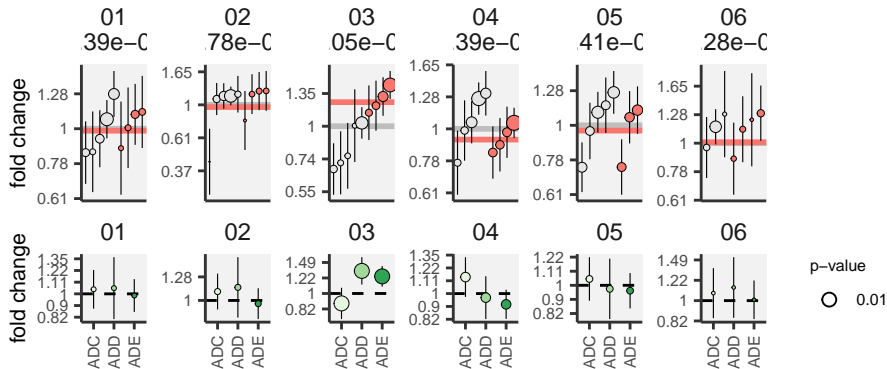 01 02 03 04 05 06
.39e−0 .78e−0 .05e−0 .39e−0 .41e−0 .28e−0
fold change
1.28 1 0.78 0.61
1.65 1 0.61 0.37
1.35 1 0.74 0.55
1.65 1.28 1 0.78 0.61
1.28 1 0.78 0.61
1.65 1.28 1 0.78 0.61
01 02 03 04 05 06
fold change
1.35 1.22 1.11 1 0.9 0.82
1.28 1
1.49 1.22 1 0.82
1.35 1.22 1.11 1 0.9 0.82
1.22 1.11 1 0.9 0.82
1.49 1.22 1 0.82
ADC ADD ADE ADC ADD ADE ADC ADD ADE ADC ADD ADE ADC ADD ADE ADC ADD ADE
p−value
0.01